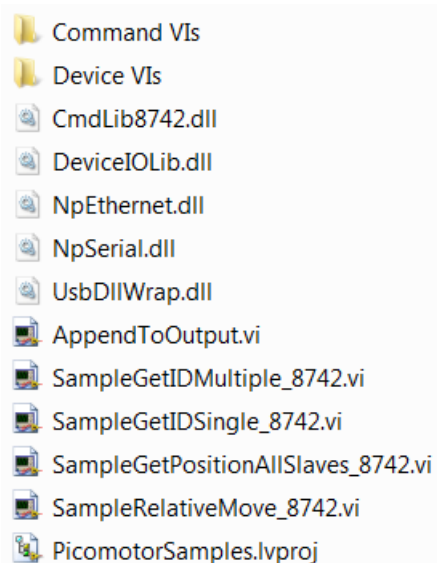 Command VIs
Device VIs
CmdLib8742.dll
DeviceIOLib.dll
NpEthernet.dll
NpSerial.dll
UsbDllWrap.dll
AppendToOutput.vi
SampleGetIDMultiple_8742.vi
SampleGetIDSingle_8742.vi
SampleGetPositionAllSlaves_8742.vi
SampleRelativeMove_8742.vi
PicomotorSamples.lvproj